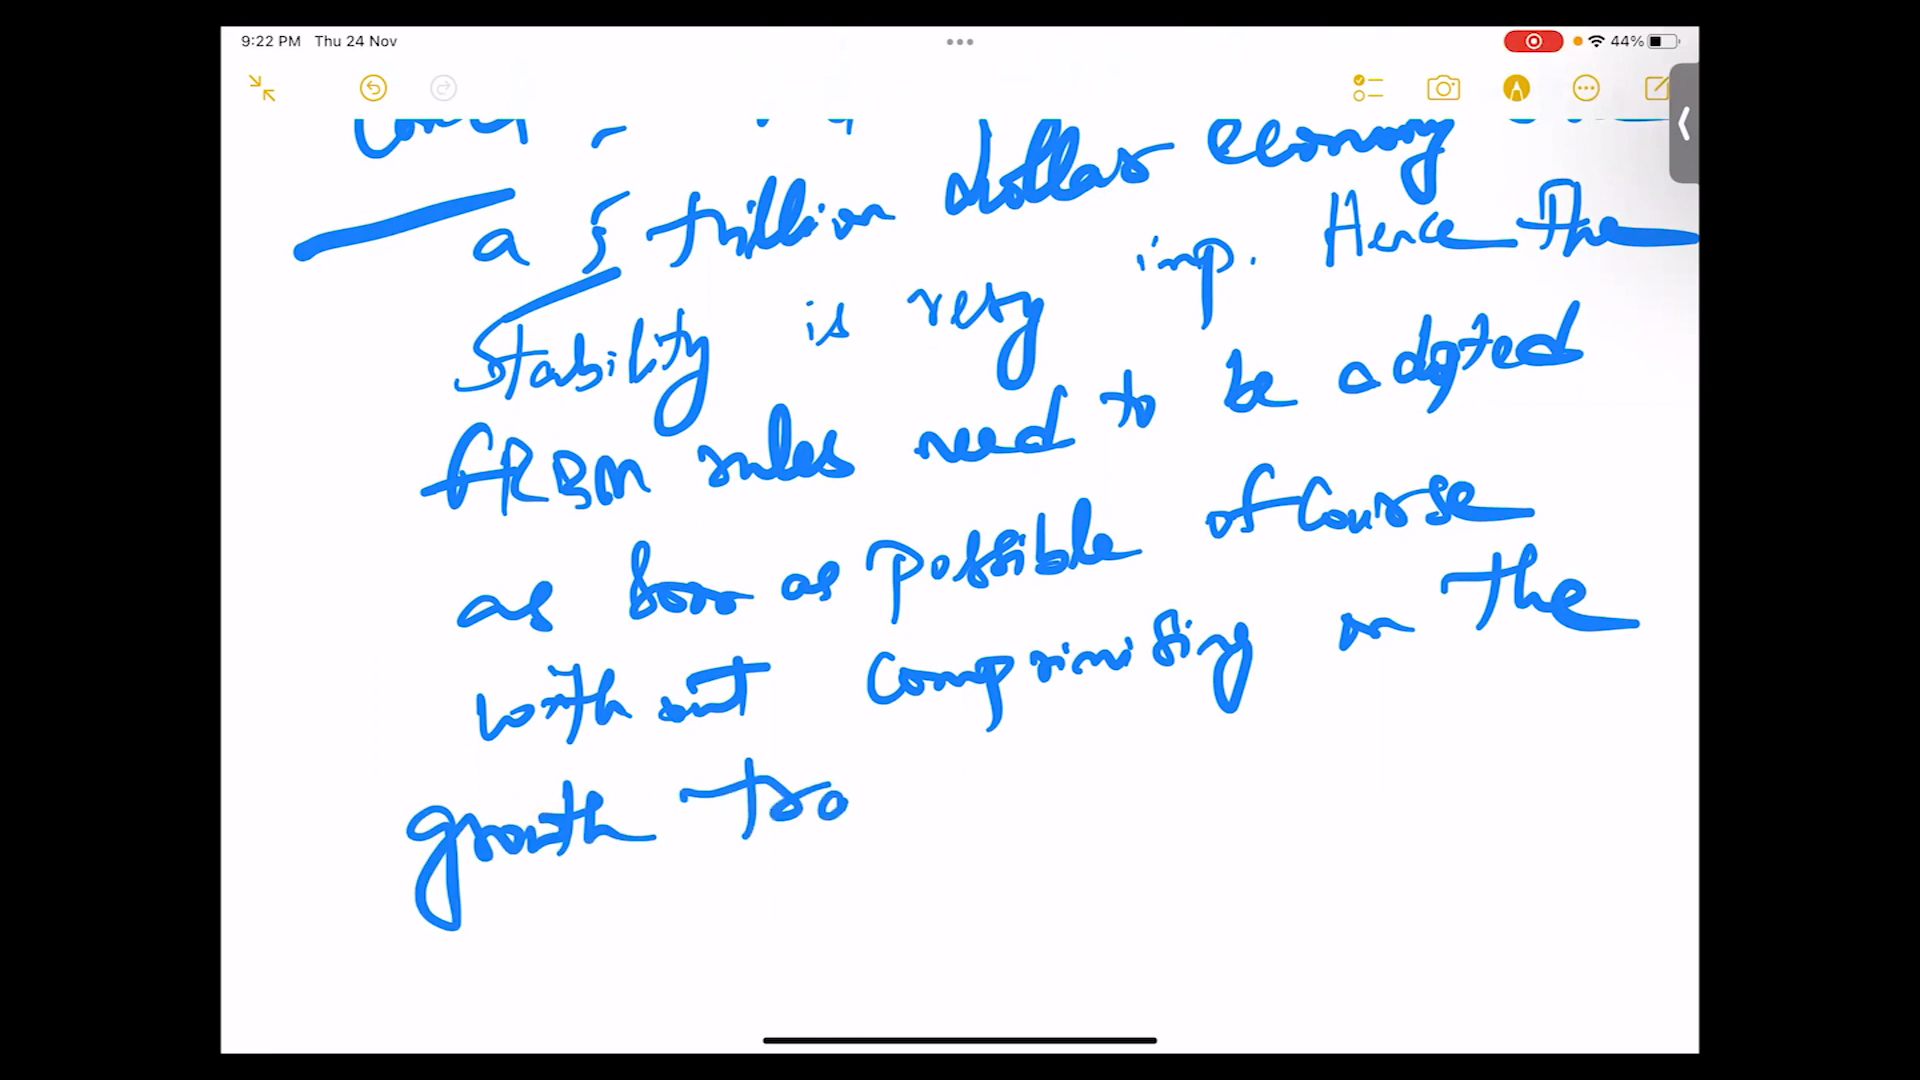 9:22 PM Thu 24 Nov
44%
a 5 trillion dollar economy
stability is very imp. Hence the
FRBM rules need to be adopted
as soon as possible of course
with out comprimising on the
growth too